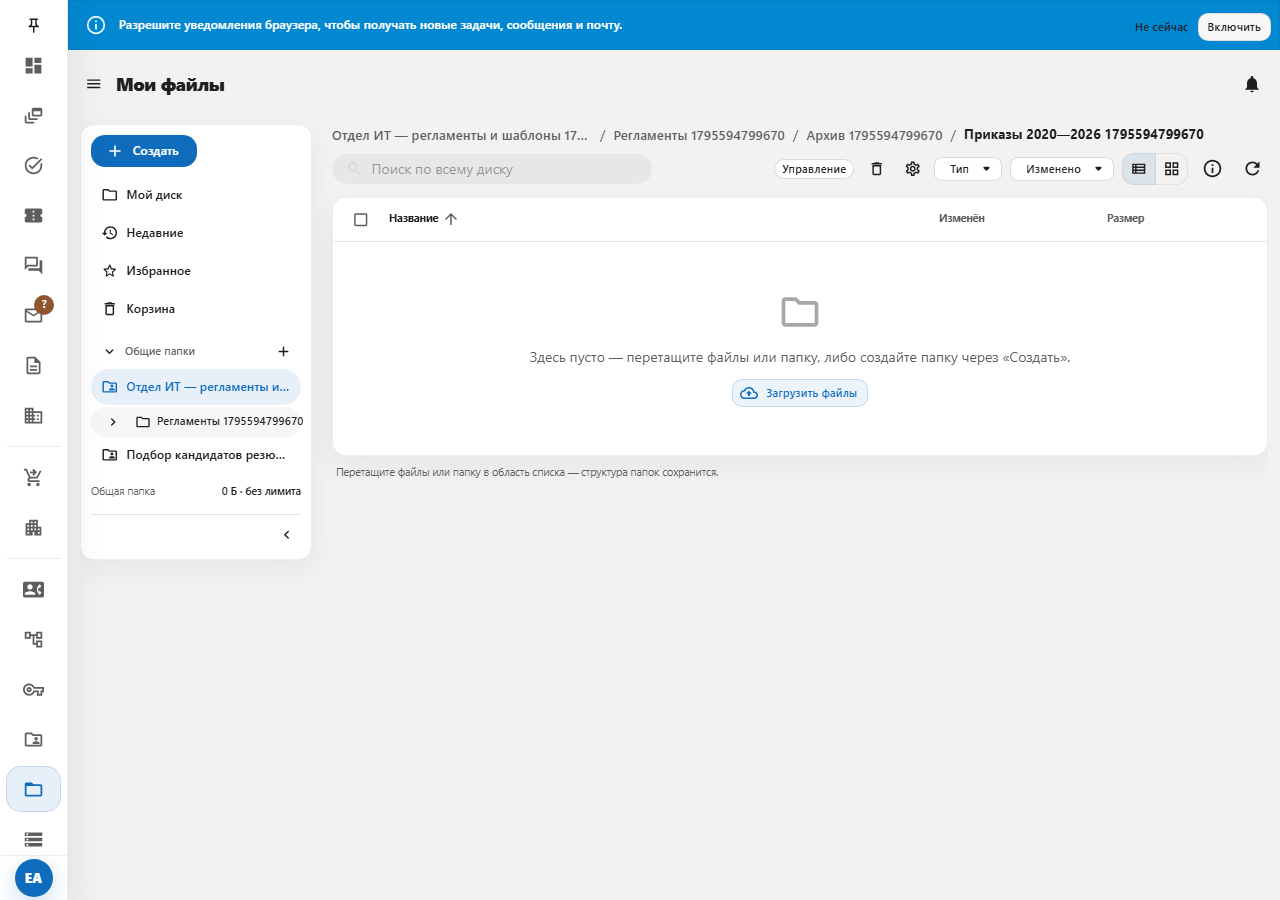 Разрешите уведомления браузера, чтобы получать новые задачи, сообщения и почту.
Не сейчас
Включить
Мои файлы
Создать
Мой диск
Недавние
Избранное
Корзина
Общие папки
Отдел ИТ — регламенты и...
Регламенты 1795594799670
Подбор кандидатов резю...
Общая папка
0 Б · без лимита
?
EA
Отдел ИТ — регламенты и шаблоны 17... / Регламенты 1795594799670 / Архив 1795594799670 / Приказы 2020—2026 1795594799670
Поиск по всему диску
Управление
Тип
Изменено
Название
Изменён
Размер
Здесь пусто — перетащите файлы или папку, либо создайте папку через «Создать».
Загрузить файлы
Перетащите файлы или папку в область списка — структура папок сохранится.